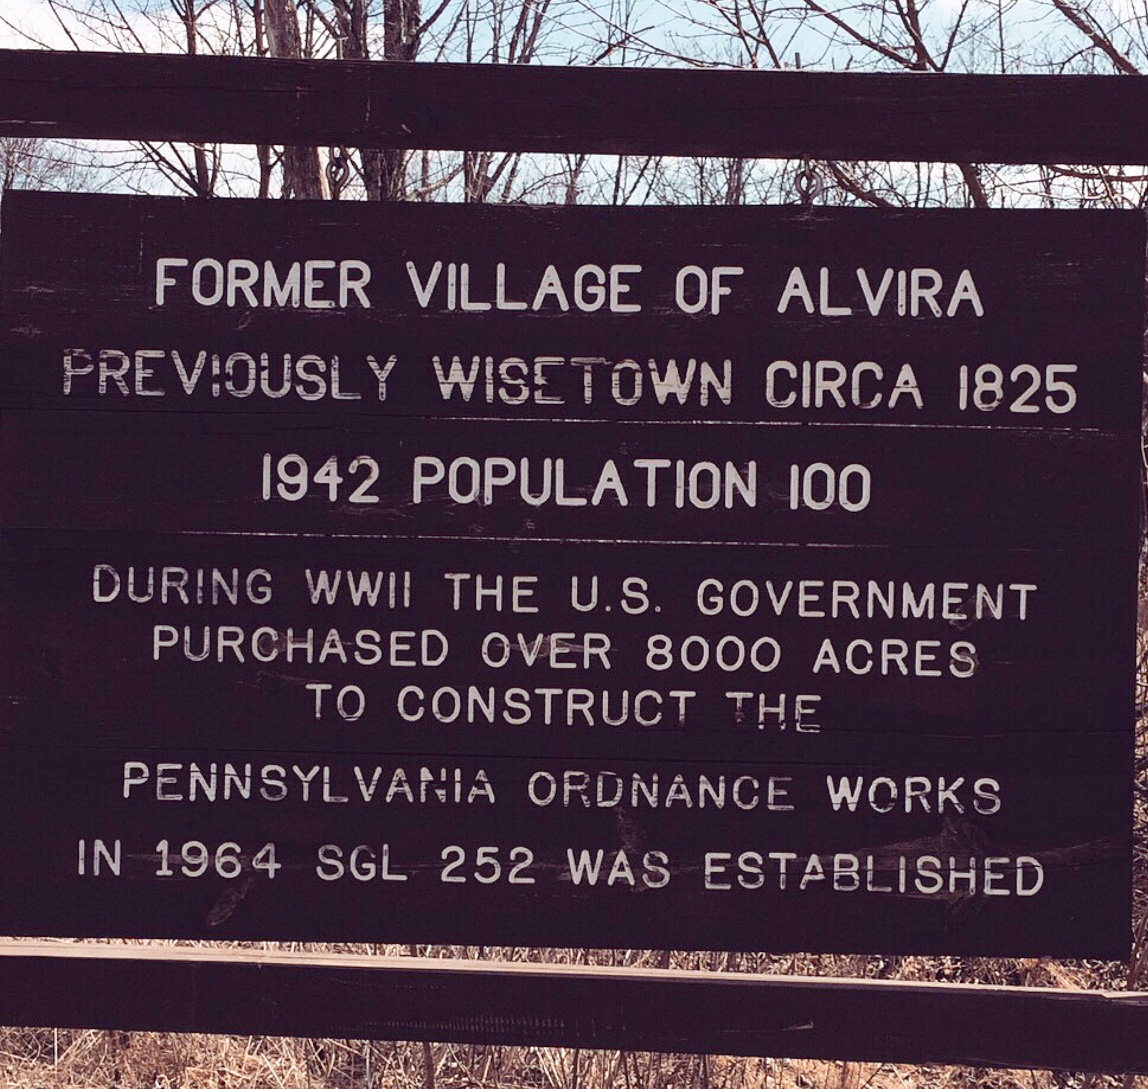 FORMER VILLAGE OF ALVIRA
PREVIOUSLY WISETOWN CIRCA 1825
1942 POPULATION 100
DURING WWII THE U.S. GOVERNMENT
PURCHASED OVER 8000 ACRES
TO CONSTRUCT THE
PENNSYLVANIA ORDNANCE WORKS
IN 1964 SGL 252 WAS ESTABLISHED